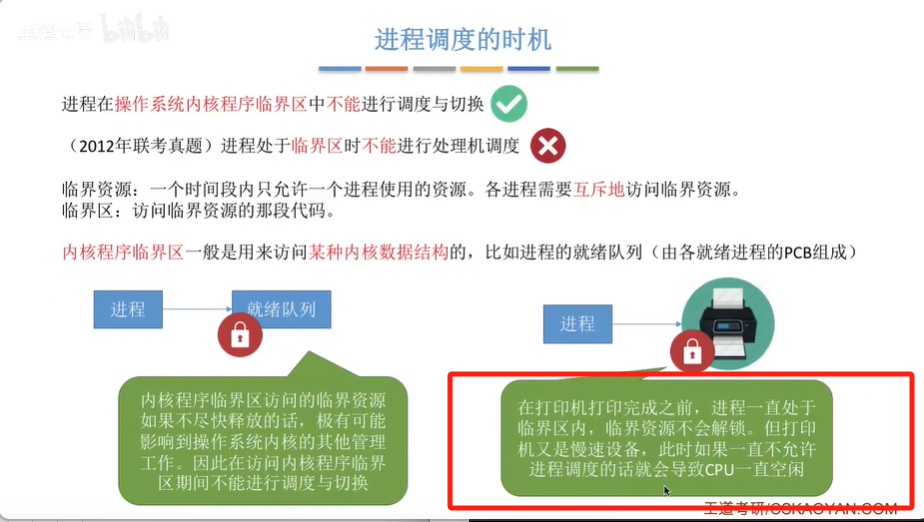 进程调度的时机
进程在操作系统内核程序临界区中不能进行调度与切换
（2012年联考真题）进程处于临界区时不能进行处理机调度
临界资源：一个时间段内只允许一个进程使用的资源。各进程需要互斥地访问临界资源。
临界区：访问临界资源的那段代码。
内核程序临界区一般是用来访问某种内核数据结构的，比如进程的就绪队列（由各就绪进程的PCB组成）
进程
就绪队列
内核程序临界区访问的临界资源
如果不尽快释放的话，极有可能
影响到操作系统内核的其他管理
工作。因此在访问内核程序临界
区期间不能进行调度与切换
进程
在打印机打印完成之前，进程一直处于
临界区内，临界资源不会解锁。但打印
机又是慢速设备，此时如果一直不允许
进程调度的话就会导致CPU一直空闲
王道考研/CSKAOYAN.COM
bilibili